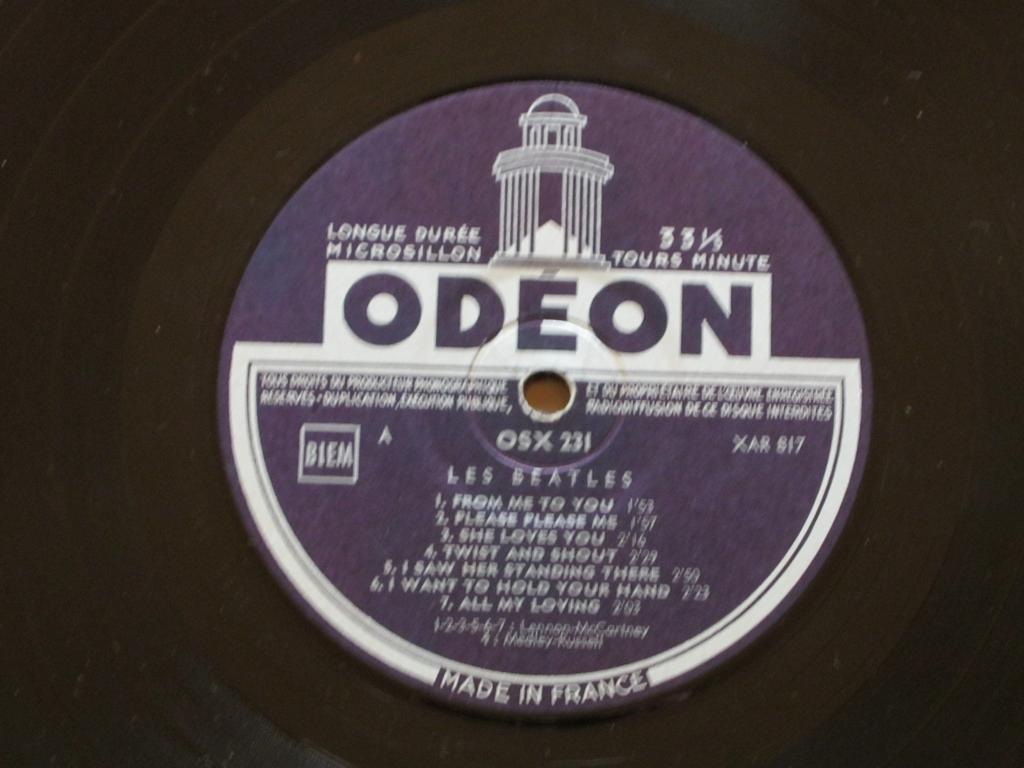 LONGUE DURÉE
MICROSILLON
33⅓
TOURS MINUTE
ODÉON
TOUS DROITS DU PRODUCTEUR PHONOGRAPHIQUE ET DU PROPRIÉTAIRE DE L'ŒUVRE ENREGISTRÉE
RÉSERVÉS-DUPLICATION, EXÉCUTION PUBLIQUE, RADIODIFFUSION DE CE DISQUE INTERDITES
BIEM
A
OSX 231
XAR 817
LES BEATLES
1. FROM ME TO YOU 1'53
2. PLEASE PLEASE ME 1'57
3. SHE LOVES YOU 2'16
4. TWIST AND SHOUT 2'29
5. I SAW HER STANDING THERE 2'50
6. I WANT TO HOLD YOUR HAND 2'23
7. ALL MY LOVING 2'03
1-2-3-5-6-7 : Lennon-McCartney
4 : Medley-Russell
MADE IN FRANCE